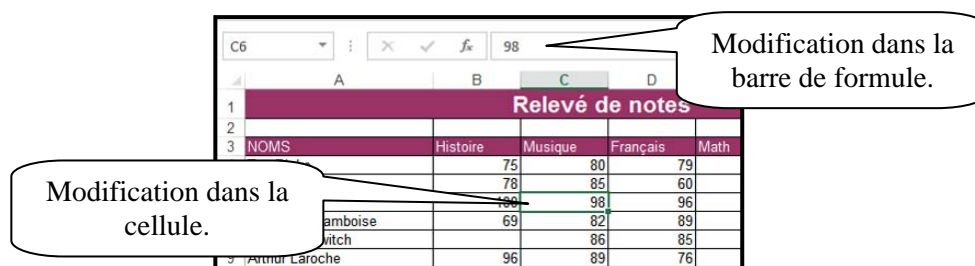 C6 fx 98
Modification dans la
barre de formule.
A B C D
1 Relevé de notes
2
3 NOMS Histoire Musique Français Math
75 80 79
78 85 60
98 96
Modification dans la
cellule.
amboise 69 82 89
witch 86 85
9 Arthur Laroche 96 89 76